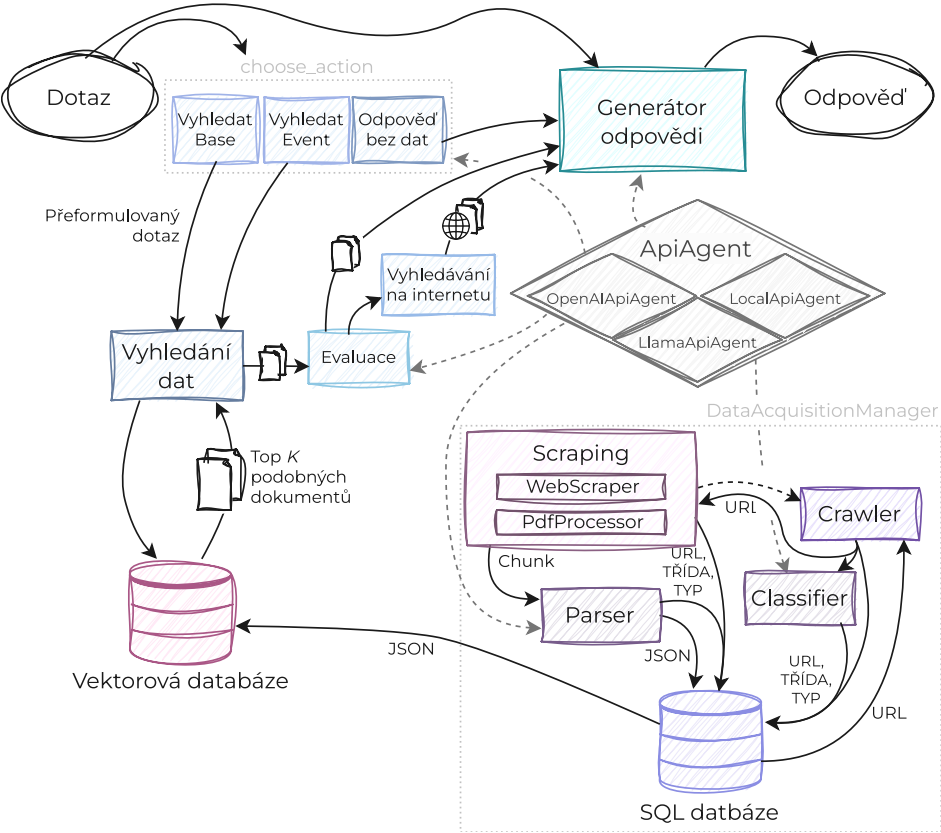 choose_action
Dotaz
Odpověď
Generátor
odpovědi
Vyhledat
Base
Vyhledat
Event
Odpověď
bez dat
Přeformulovaný
dotaz
ApiAgent
OpenAIApiAgent
LocalApiAgent
LlamaApiAgent
Vyhledávání
na internetu
Vyhledání
dat
Evaluace
DataAcquisitionManager
Top K
podobných
dokumentů
Scraping
WebScraper
PdfProcessor
URL
Crawler
Chunk
URL,
TŘÍDA,
TYP
Classifier
Parser
JSON
JSON
URL,
TŘÍDA,
TYP
URL
Vektorová databáze
SQL datbáze